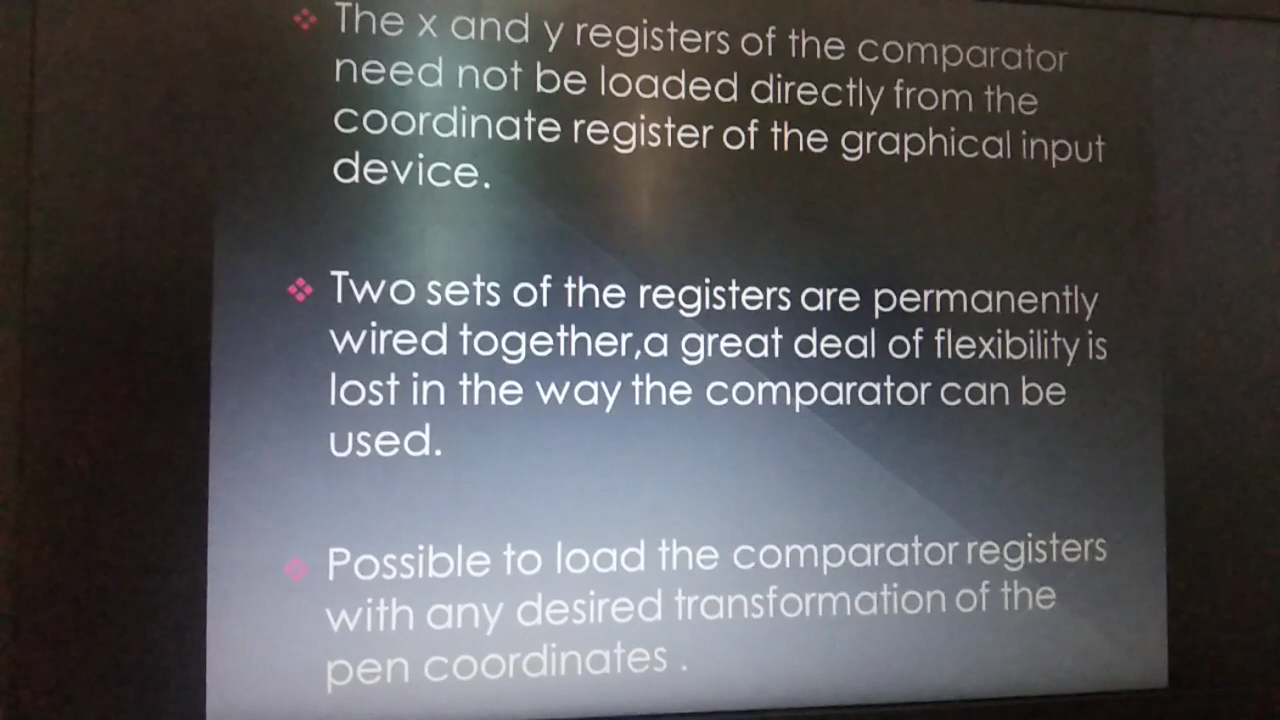 The x and y registers of the comparator
need not be loaded directly from the
coordinate register of the graphical input
device.
Two sets of the registers are permanently
wired together,a great deal of flexibility is
lost in the way the comparator can be
used.
Possible to load the comparator registers
with any desired transformation of the
pen coordinates .